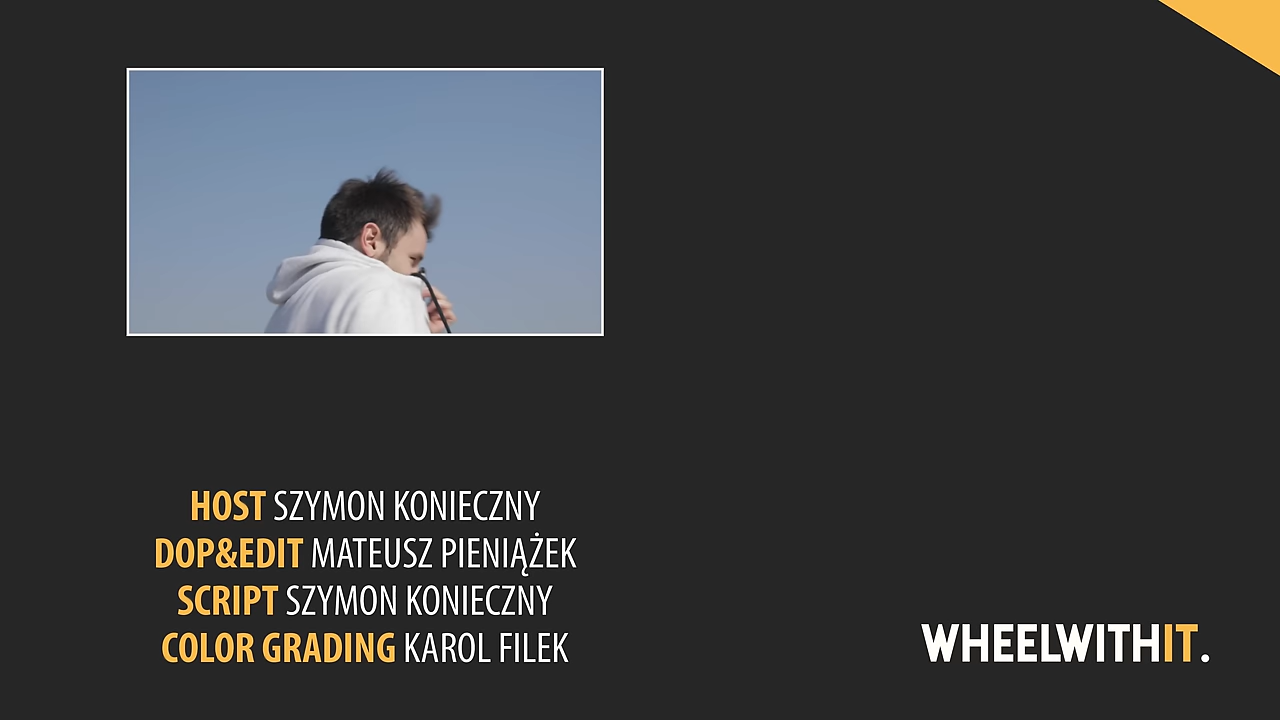 HOST SZYMON KONIECZNY
DOP&EDIT MATEUSZ PIENIĄŻEK
SCRIPT SZYMON KONIECZNY
COLOR GRADING KAROL FILEK
WHEELWITHIT.